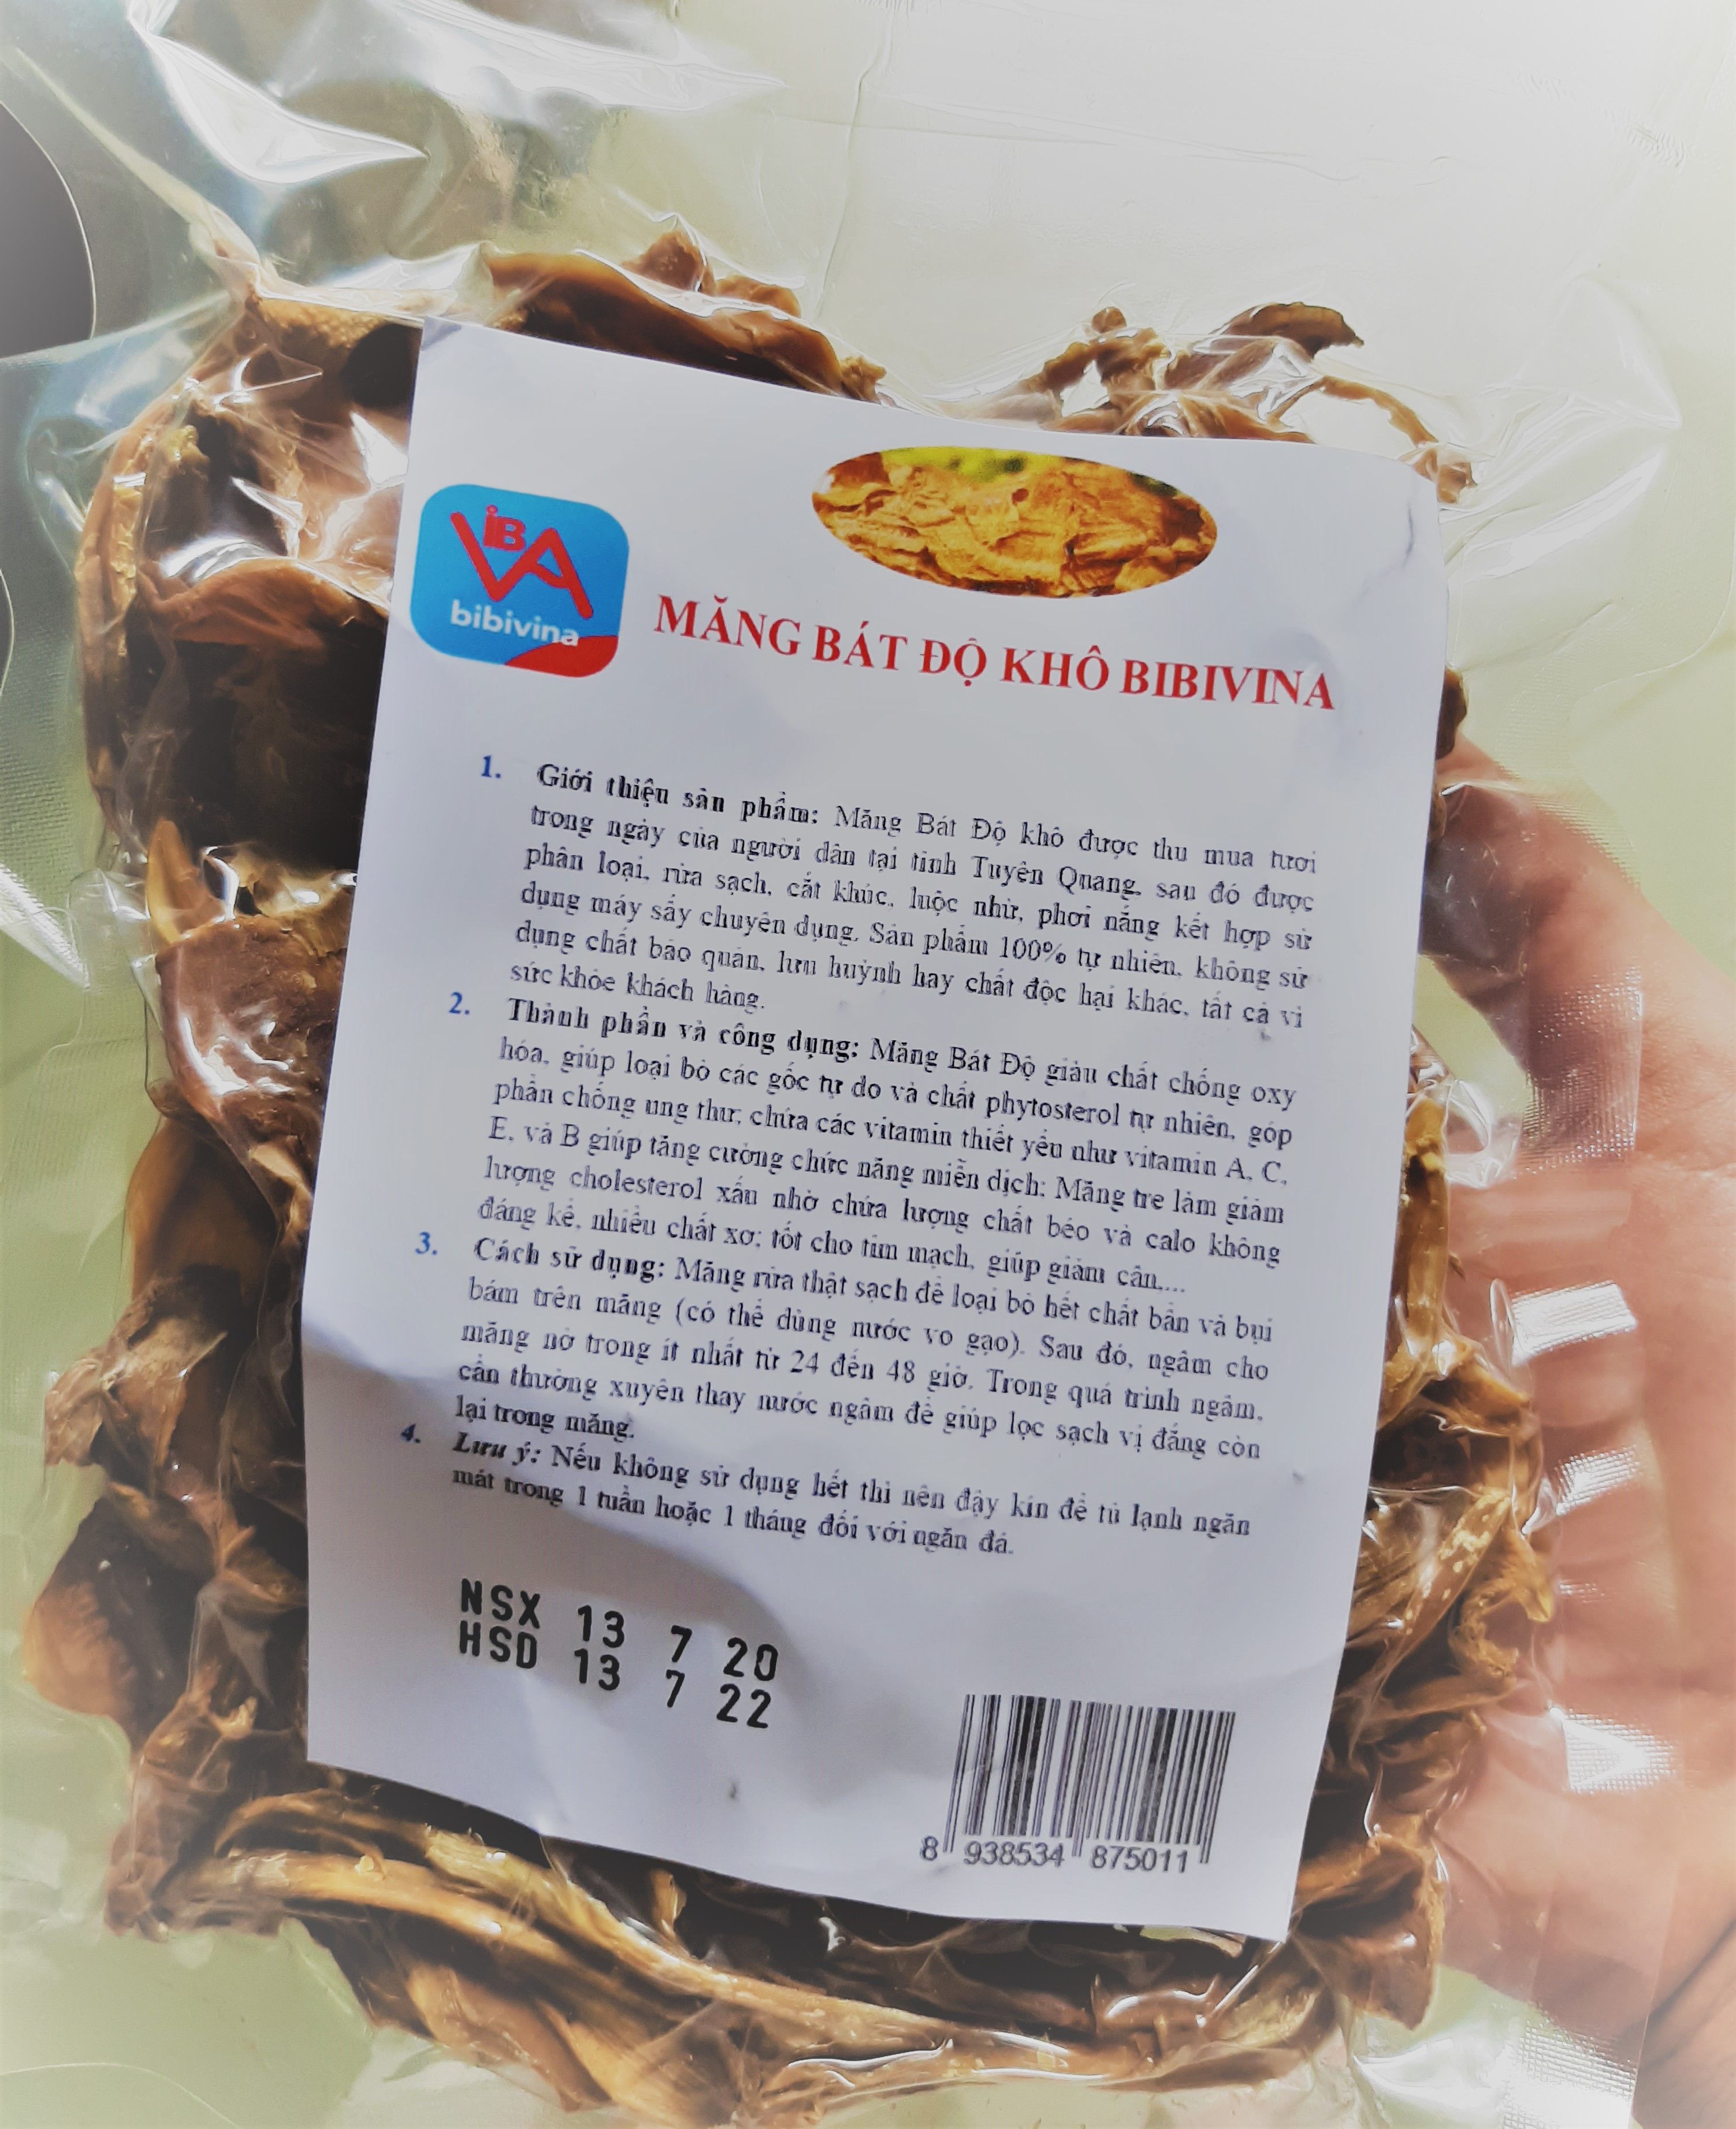 ViBA
bibivina
MĂNG BÁT ĐỘ KHÔ BIBIVINA
1. Giới thiệu sản phẩm: Măng Bát Độ khô được thu mua tươi
trong ngày của người dân tại tỉnh Tuyên Quang, sau đó được
phân loại, rửa sạch, cắt khúc, luộc nhừ, phơi nắng kết hợp sử
dụng máy sấy chuyên dụng. Sản phẩm 100% tự nhiên, không sử
dụng chất bảo quản, lưu huỳnh hay chất độc hại khác, tất cả vì
sức khỏe khách hàng.
2. Thành phần và công dụng: Măng Bát Độ giàu chất chống oxy
hóa, giúp loại bỏ các gốc tự do và chất phytosterol tự nhiên, góp
phần chống ung thư; chứa các vitamin thiết yếu như vitamin A, C,
E, và B giúp tăng cường chức năng miễn dịch; Măng tre làm giảm
lượng cholesterol xấu nhờ chứa lượng chất béo và calo không
đáng kể, nhiều chất xơ; tốt cho tim mạch, giúp giảm cân,...
3. Cách sử dụng: Măng rửa thật sạch để loại bỏ hết chất bẩn và bụi
bám trên măng (có thể dùng nước vo gạo). Sau đó, ngâm cho
măng nở trong ít nhất từ 24 đến 48 giờ. Trong quá trình ngâm,
cần thường xuyên thay nước ngâm để giúp lọc sạch vị đắng còn
lại trong măng.
4. Lưu ý: Nếu không sử dụng hết thì nên đậy kín để tủ lạnh ngăn
mát trong 1 tuần hoặc 1 tháng đối với ngăn đá.
NSX 13 7 20
HSD 13 7 22
8 938534 875011